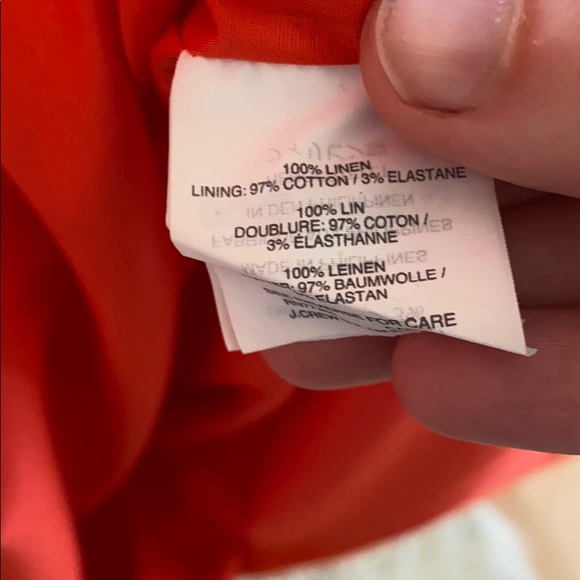 100% LINEN
LINING: 97% COTTON / 3% ELASTANE
100% LIN
DOUBLURE: 97% COTON /
3% ÉLASTHANNE
100% LEINEN
97% BAUMWOLLE /
ELASTAN
FOR CARE
J.CREW